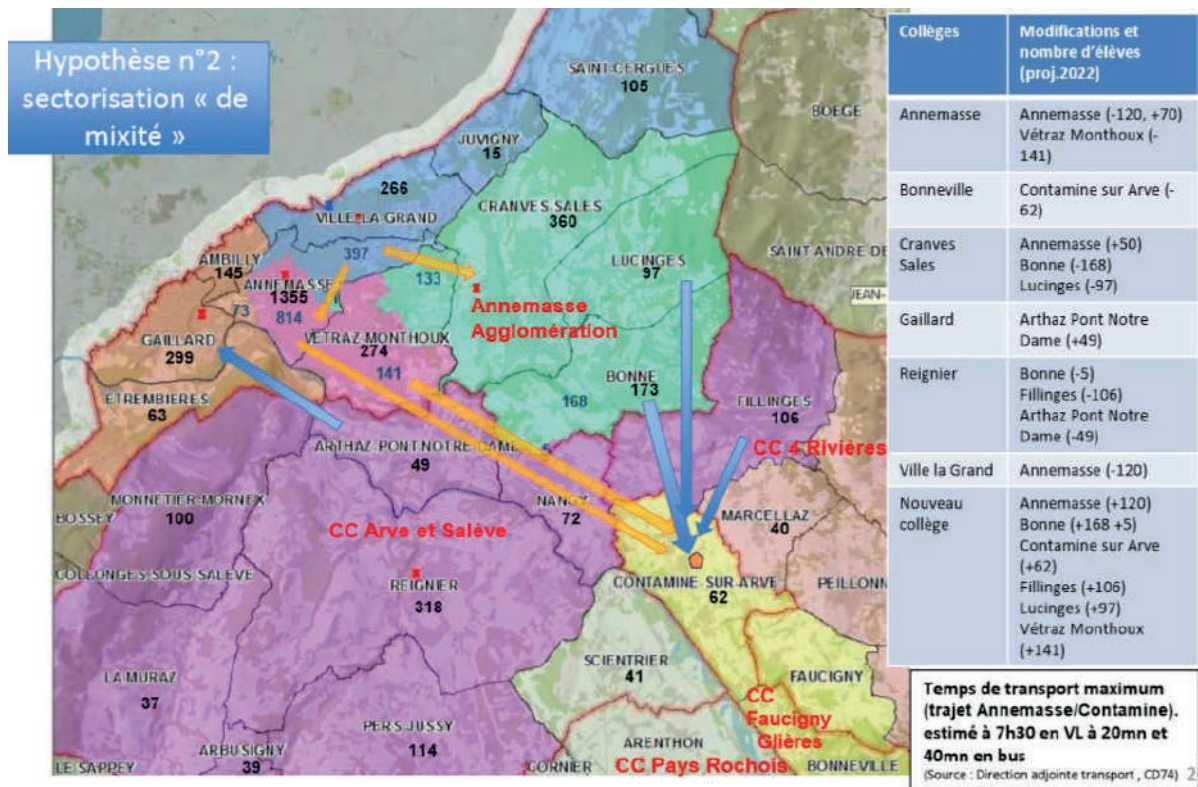 Hypothèse n°2 :
sectorisation « de
mixité »
SAINT-CERGUES
105
BOEGE
JUVIGNY
15
266
VILLE-LA-GRAND
CRANVES-SALES
360
397
133
LUCINGES
97
SAINT ANDRE DE
JEAN-
AMBILLY
145
ANNEMASSE
1355
814
73
Annemasse
Agglomération
GAILLARD
299
VETRAZ-MONTHOUX
274
141
BONNE
173
168
FILLINGES
106
ETREMBIERES
63
ARTHAZ-PONT NOTRE-DAME
49
5
CC 4 Rivières
MONNETIER-MORNEX
100
BOSSEY
NANGY
72
MARCELLAZ
40
CC Arve et Salève
COLLONGES-SOUS-SALEVE
REIGNIER
318
CONTAMINE-SUR-ARVE
62
PEILLONN
SCIENTRIER
41
FAUCIGNY
LA MURAZ
37
CC
Faucigny
Glières
PERS JUSSY
114
ARBUSIGNY
39
ARENTHON
LE SAPPEY
CORNIER
CC Pays Rochois
BONNEVILLE
Collèges
Modifications et
nombre d'élèves
(proj.2022)
Annemasse
Annemasse (-120, +70)
Vétraz Monthoux (-
141)
Bonneville
Contamine sur Arve (-
62)
Cranves
Sales
Annemasse (+50)
Bonne (-168)
Lucinges (-97)
Gaillard
Arthaz Pont Notre
Dame (+49)
Reignier
Bonne (-5)
Fillinges (-106)
Arthaz Pont Notre
Dame (-49)
Ville la Grand
Annemasse (-120)
Nouveau
collège
Annemasse (+120)
Bonne (+168 +5)
Contamine sur Arve
(+62)
Fillinges (+106)
Lucinges (+97)
Vétraz Monthoux
(+141)
Temps de transport maximum
(trajet Annemasse/Contamine).
estimé à 7h30 en VL à 20mn et
40mn en bus
(Source : Direction adjointe transport , CD74)
2